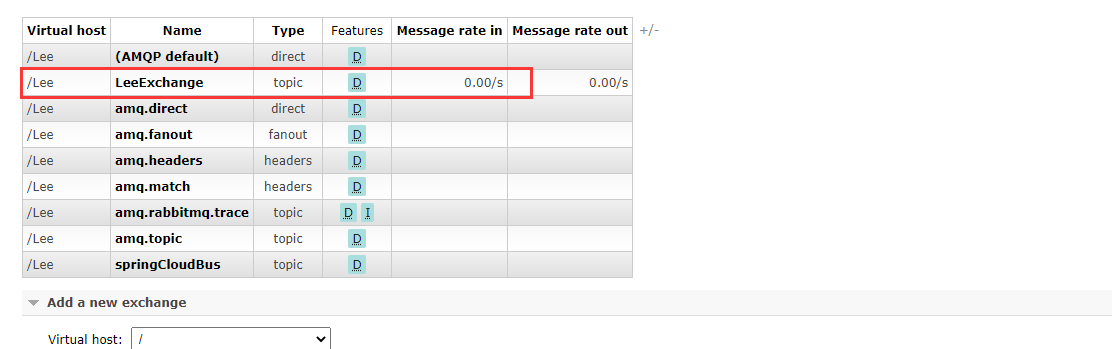 Virtual host Name Type Features Message rate in Message rate out +/-
/Lee (AMQP default) direct D
/Lee LeeExchange topic D 0.00/s 0.00/s
/Lee amq.direct direct D
/Lee amq.fanout fanout D
/Lee amq.headers headers D
/Lee amq.match headers D
/Lee amq.rabbitmq.trace topic D I
/Lee amq.topic topic D
/Lee springCloudBus topic D
Add a new exchange
Virtual host: /